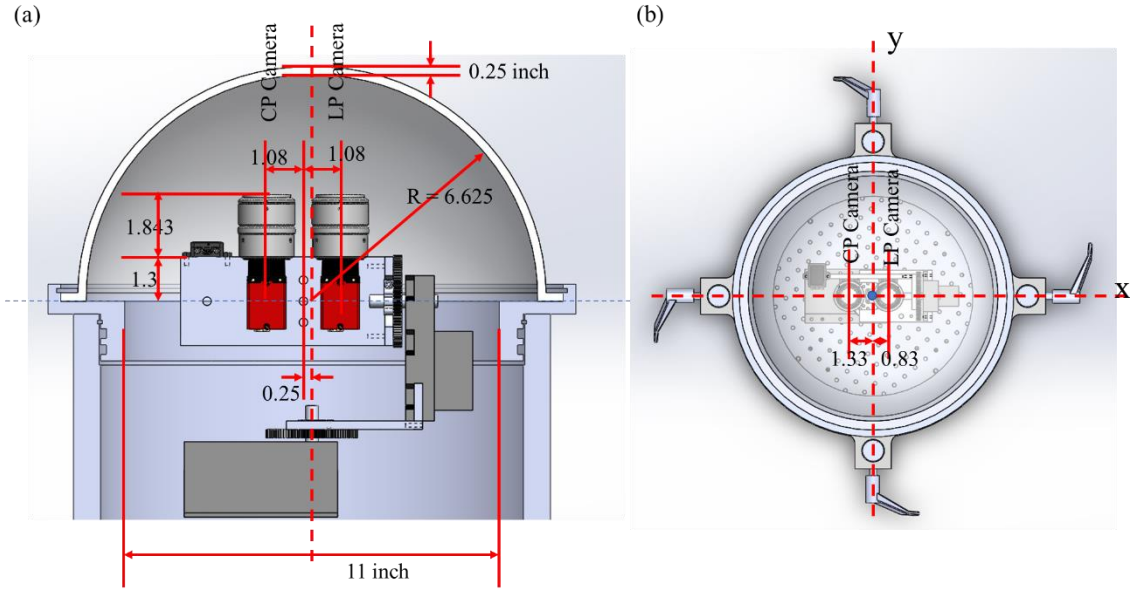 (a)
CP Camera
LP Camera
0.25 inch
1.08
1.08
R = 6.625
1.843
1.3
0.25
11 inch
(b)
y
CP Camera
LP Camera
x
1.33
0.83